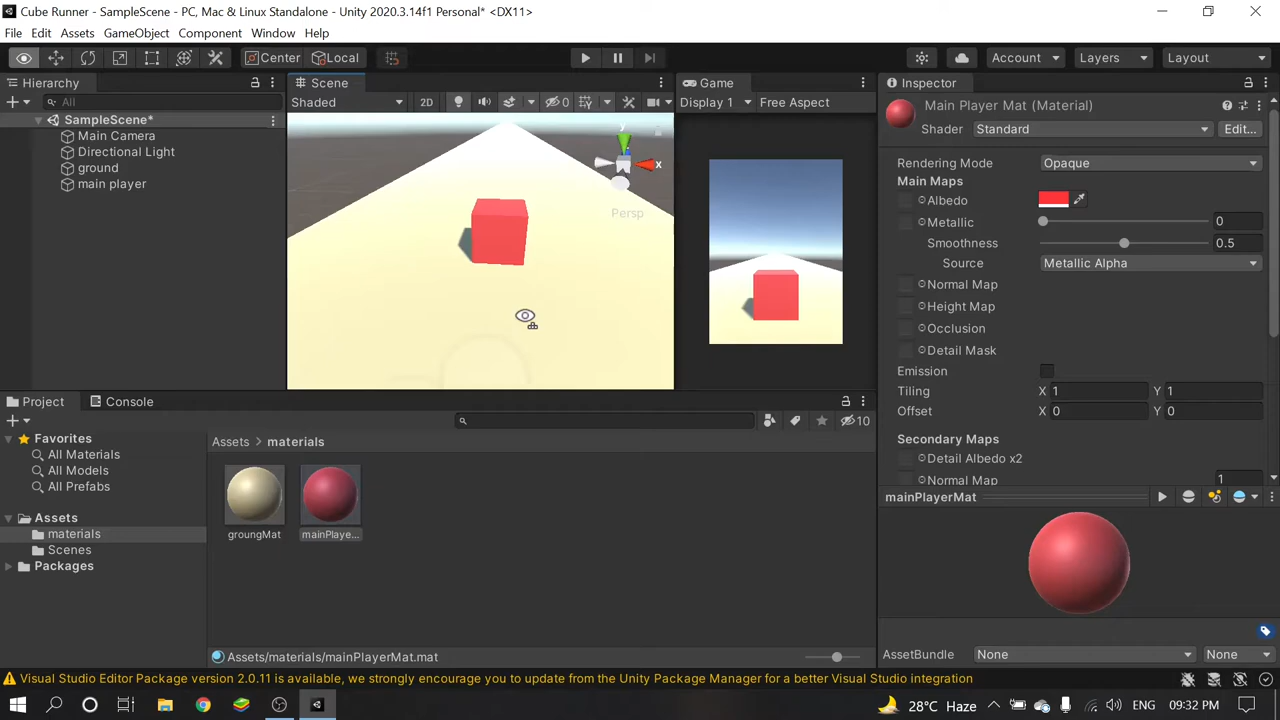 Cube Runner - SampleScene - PC, Mac & Linux Standalone - Unity 2020.3.14f1 Personal* <DX11>
File Edit Assets GameObject Component Window Help
Center Local Account Layers Layout
Hierarchy
All
SampleScene*
Main Camera
Directional Light
ground
main player
Scene
Shaded 2D 0
y
x
Persp
Game
Display 1 Free Aspect
Inspector
Main Player Mat (Material)
Shader Standard Edit...
Rendering Mode Opaque
Main Maps
Albedo
Metallic 0
Smoothness 0.5
Source Metallic Alpha
Normal Map
Height Map
Occlusion
Detail Mask
Emission
Tiling X 1 Y 1
Offset X 0 Y 0
Secondary Maps
Detail Albedo x2
Normal Map 1
mainPlayerMat
AssetBundle None None
Project Console
10
Favorites
All Materials
All Models
All Prefabs
Assets
materials
Scenes
Packages
Assets > materials
groungMat mainPlaye...
Assets/materials/mainPlayerMat.mat
Visual Studio Editor Package version 2.0.11 is available, we strongly encourage you to update from the Unity Package Manager for a better Visual Studio integration
28°C Haze ENG 09:32 PM